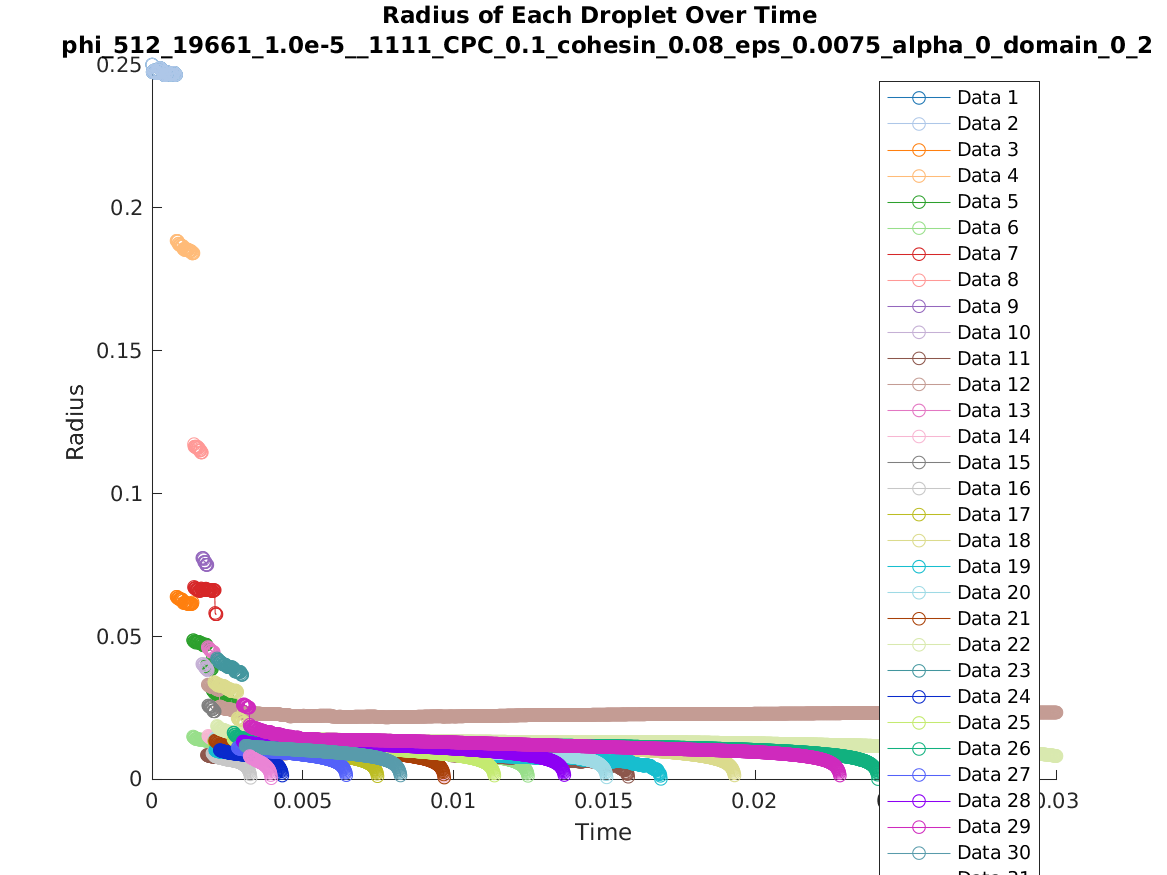 Radius of Each Droplet Over Time
phi_512_19661_1.0e-5__1111_CPC_0.1_cohesin_0.08_eps_0.0075_alpha_0_domain_0_2
0.25
0.2
0.15
0.1
0.05
0
Radius
0
0.005
0.01
0.015
0.02
0.03
Time
Data 1
Data 2
Data 3
Data 4
Data 5
Data 6
Data 7
Data 8
Data 9
Data 10
Data 11
Data 12
Data 13
Data 14
Data 15
Data 16
Data 17
Data 18
Data 19
Data 20
Data 21
Data 22
Data 23
Data 24
Data 25
Data 26
Data 27
Data 28
Data 29
Data 30